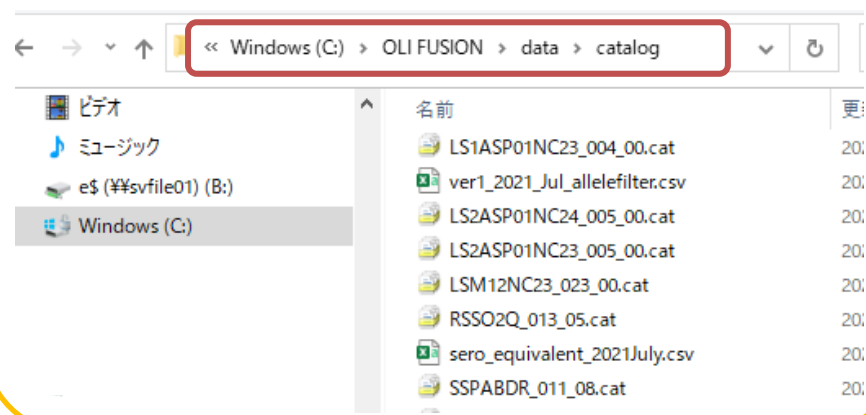 « Windows (C:) › OLI FUSION › data › catalog
ビデオ
ミュージック
e$ (¥¥svfile01) (B:)
Windows (C:)
名前
LS1ASP01NC23_004_00.cat
ver1_2021_Jul_allelefilter.csv
LS2ASP01NC24_005_00.cat
LS2ASP01NC23_005_00.cat
LSM12NC23_023_00.cat
RSSO2Q_013_05.cat
sero_equivalent_2021July.csv
SSPABDR_011_08.cat